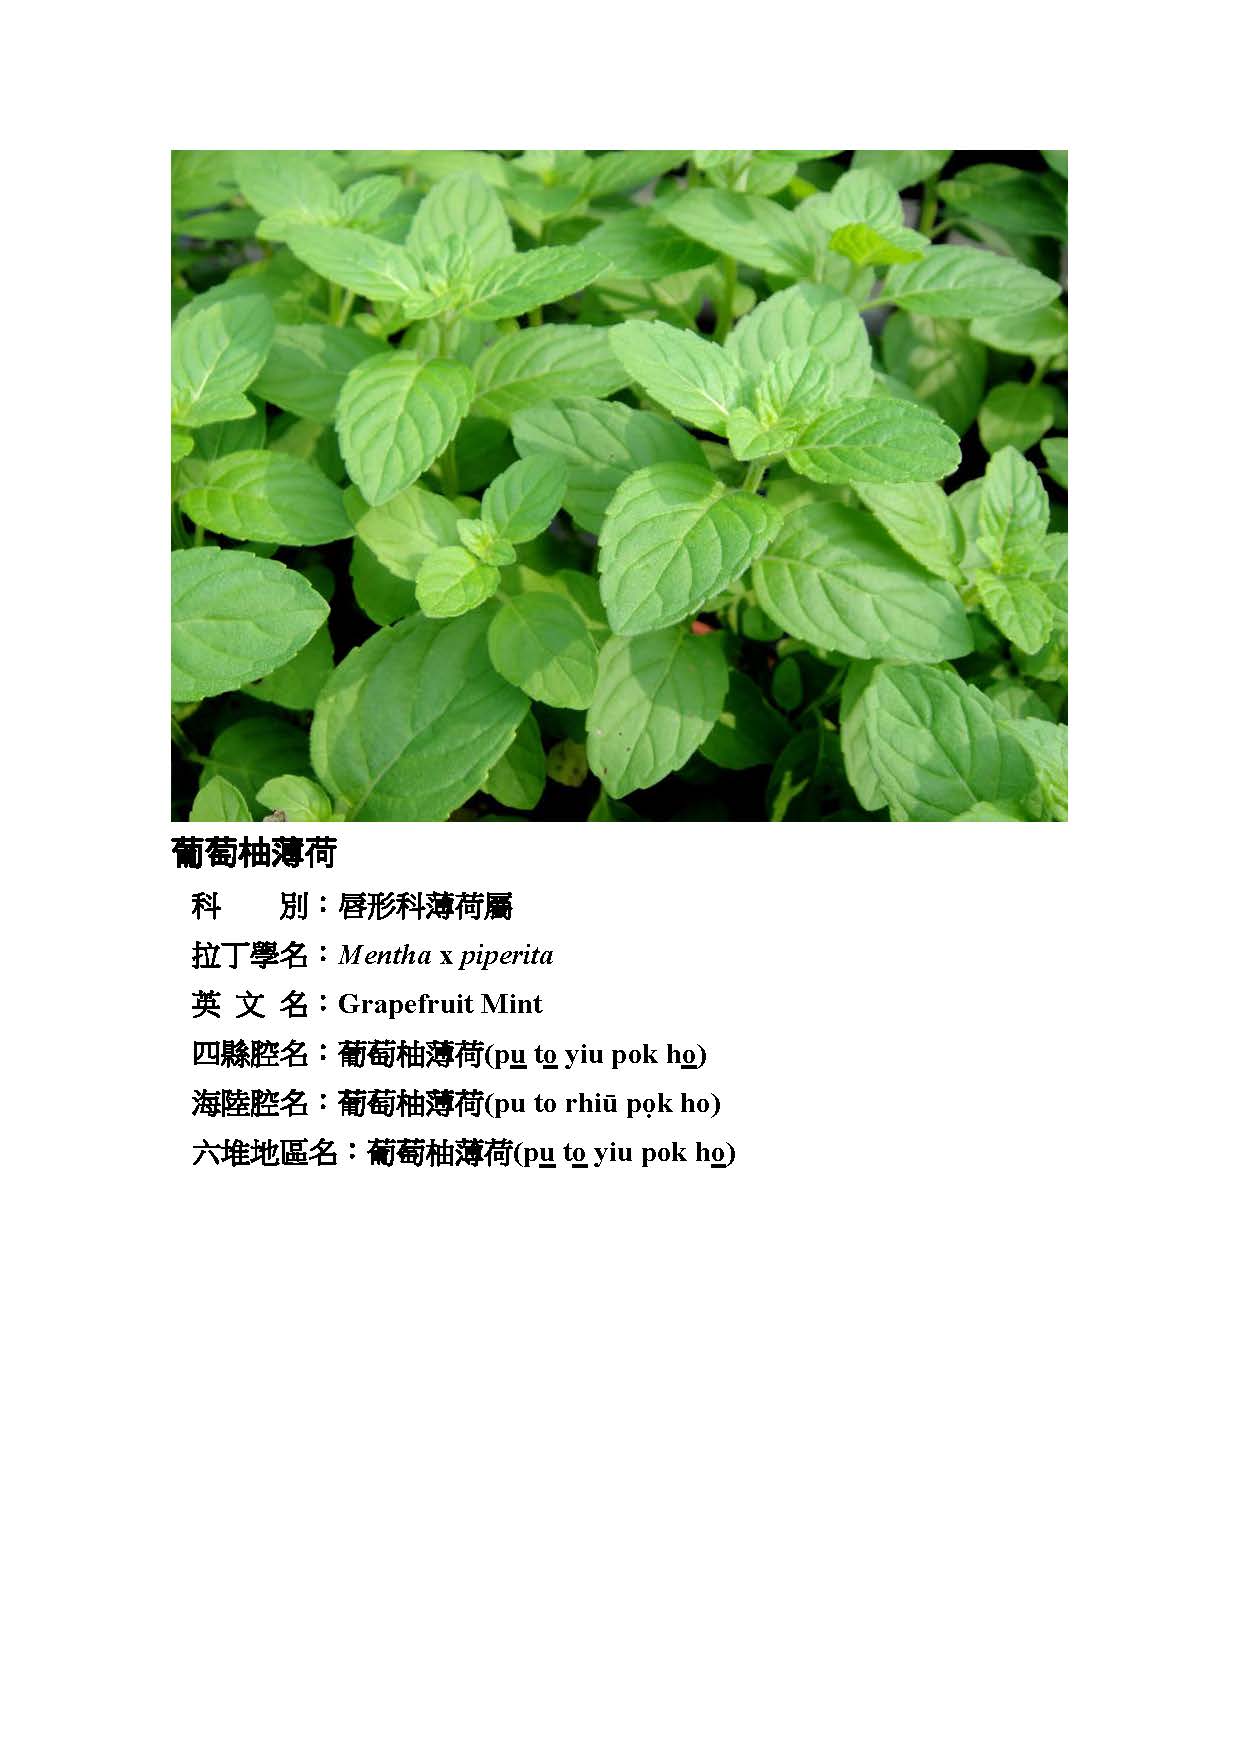 葡萄柚薄荷
科　　別：唇形科薄荷屬
拉丁學名：Mentha x piperita
英 文 名：Grapefruit Mint
四縣腔名：葡萄柚薄荷(pu̲ to̲ yiu pok ho̲)
海陸腔名：葡萄柚薄荷(pu to rhiū pọk ho)
六堆地區名：葡萄柚薄荷(pu̲ to̲ yiu pok ho̲)